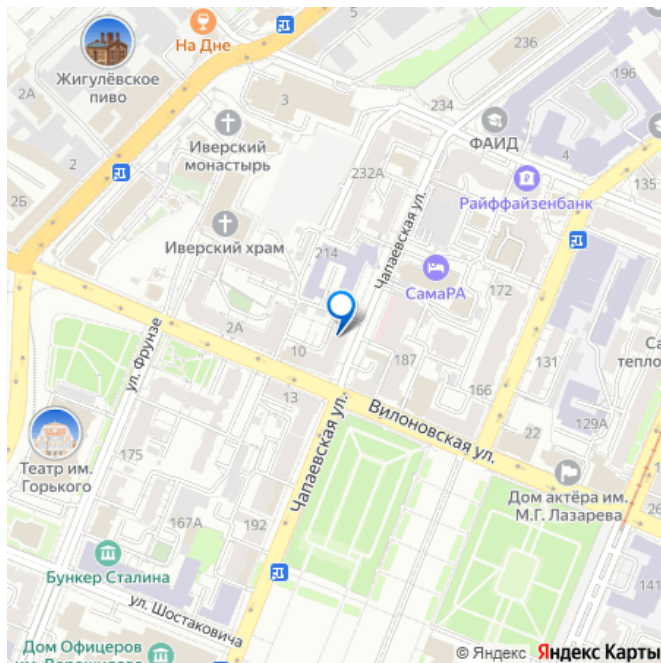 На Дне
236
Жигулёвское
пиво
196
2А
3
234
Иверский
монастырь
ФАИД
4
2
232А
135
Райффайзенбанк
2Б
Чапаевская ул.
Иверский храм
214
СамаРА
172
ул. Фрунзе
2А
Са
тепло
10
187
131
166
13
Вилоновская ул.
129А
22
Театр им.
Горького
175
Чапаевская ул.
Дом актёра им.
М.Г. Лазарева
26
167А
192
Бункер Сталина
141
ул. Шостаковича
Дом Офицеров
© Яндекс Яндекс Карты